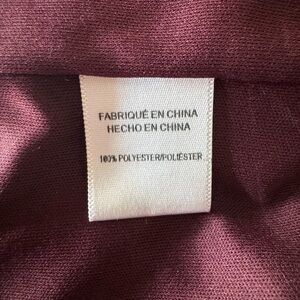 FABRIQUÉ EN CHINA
HECHO EN CHINA
100% POLYESTER/POLIÉSTER